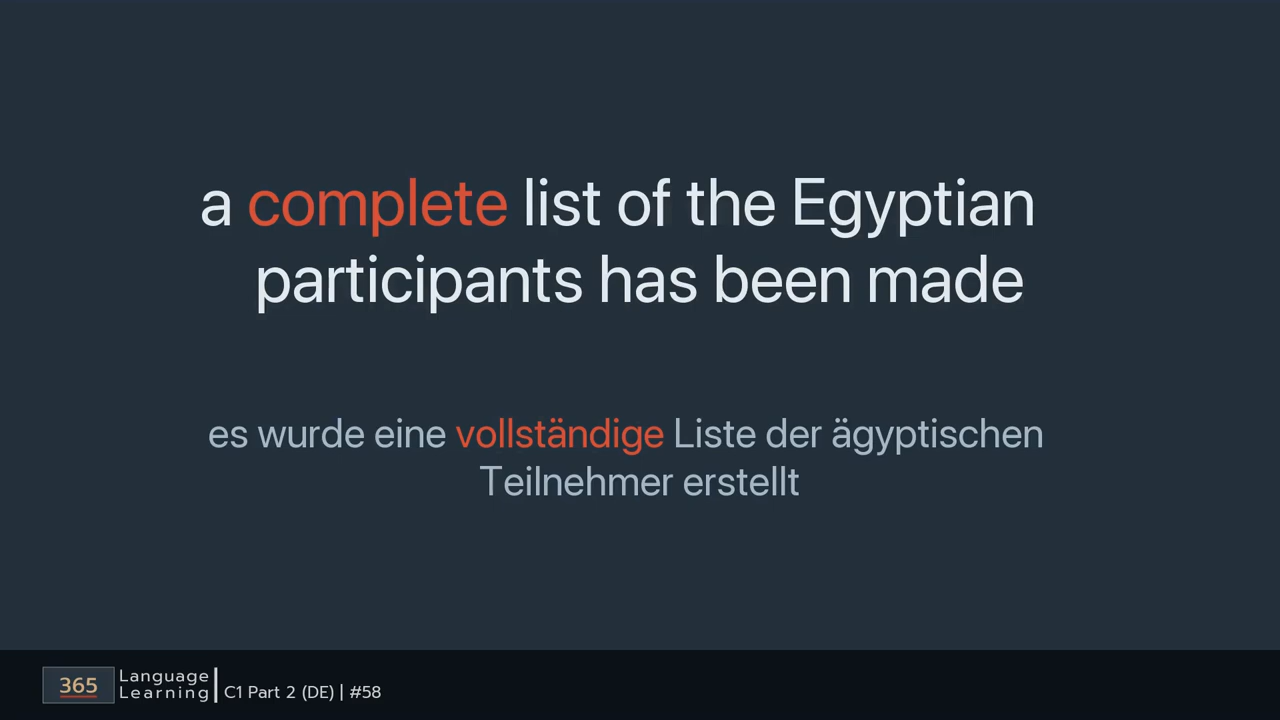 a complete list of the Egyptian
participants has been made
es wurde eine vollständige Liste der ägyptischen
Teilnehmer erstellt
365
Language
Learning
C1 Part 2 (DE) | #58